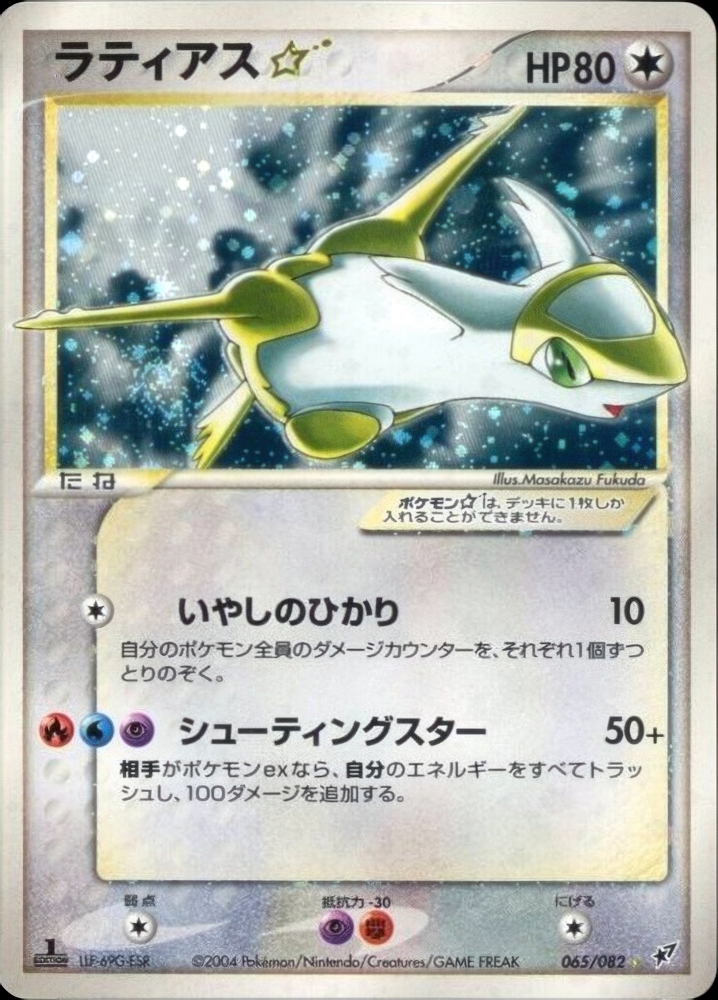 ラティアス☆
HP80
たね
Illus.Masakazu Fukuda
ポケモン☆は、デッキに1枚しか
入れることができません。
いやしのひかり 10
自分のポケモン全員のダメージカウンターを、それぞれ1個ずつ
とりのぞく。
シューティングスター 50+
相手がポケモンexなら、自分のエネルギーをすべてトラッ
シュし、100ダメージを追加する。
弱点 抵抗力 -30 にげる
1
EDITION
LLF-69G-ESR ©2004 Pokémon/Nintendo/Creatures/GAME FREAK 065/082